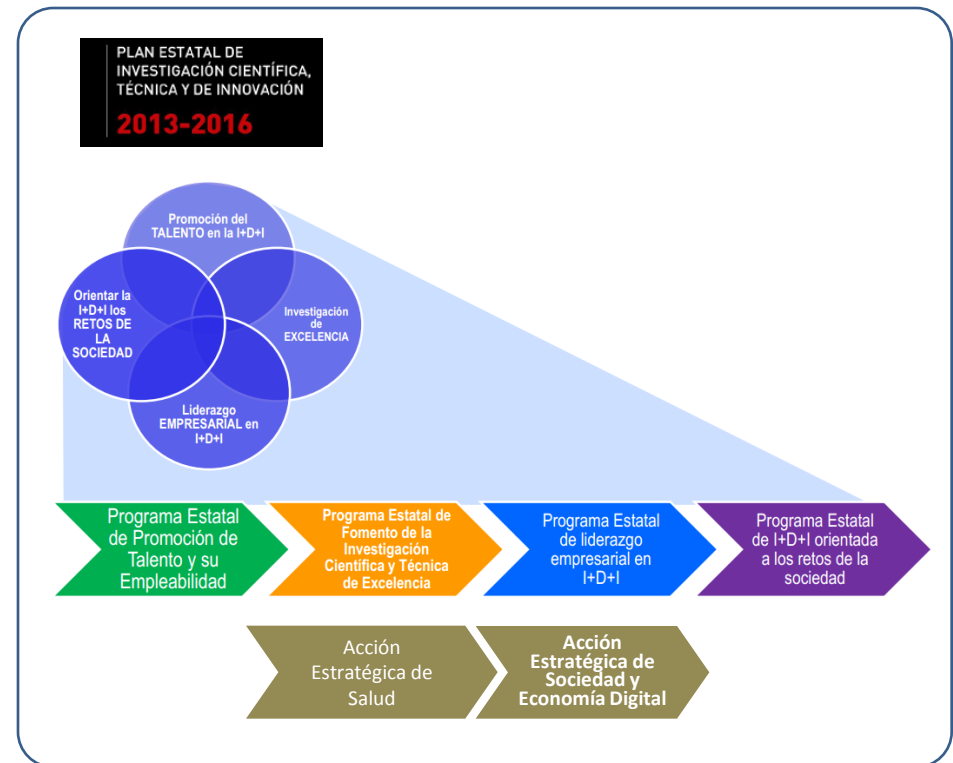 PLAN ESTATAL DE
INVESTIGACIÓN CIENTÍFICA,
TÉCNICA Y DE INNOVACIÓN
2013-2016
Promoción del
TALENTO en la I+D+I
Orientar la
I+D+I los
RETOS DE
LA
SOCIEDAD
Investigación
de
EXCELENCIA
Liderazgo
EMPRESARIAL en
I+D+I
Programa Estatal
de Promoción de
Talento y su
Empleabilidad
Programa Estatal de
Fomento de la
Investigación
Científica y Técnica
de Excelencia
Programa Estatal
de liderazgo
empresarial en
I+D+I
Programa Estatal
de I+D+I orientada
a los retos de la
sociedad
Acción
Estratégica de
Salud
Acción
Estratégica de
Sociedad y
Economía Digital